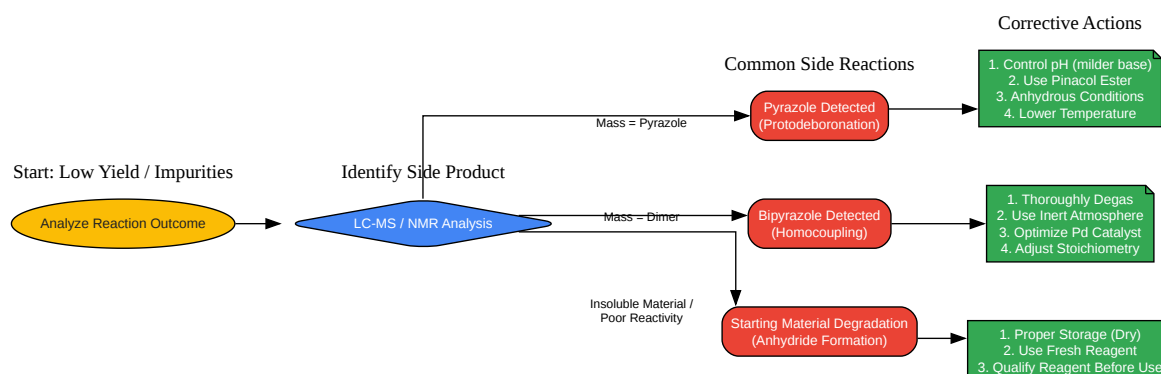 Corrective Actions
1. Control pH (milder base)
2. Use Pinacol Ester
3. Anhydrous Conditions
4. Lower Temperature
Common Side Reactions
Pyrazole Detected
(Protodeboronation)
Mass = Pyrazole
Start: Low Yield / Impurities
Identify Side Product
Analyze Reaction Outcome
LC-MS / NMR Analysis
Mass = Dimer
Bipyrazole Detected
(Homocoupling)
1. Thoroughly Degas
2. Use Inert Atmosphere
3. Optimize Pd Catalyst
4. Adjust Stoichiometry
Insoluble Material /
Poor Reactivity
Starting Material Degradation
(Anhydride Formation)
1. Proper Storage (Dry)
2. Use Fresh Reagent
3. Qualify Reagent Before Use